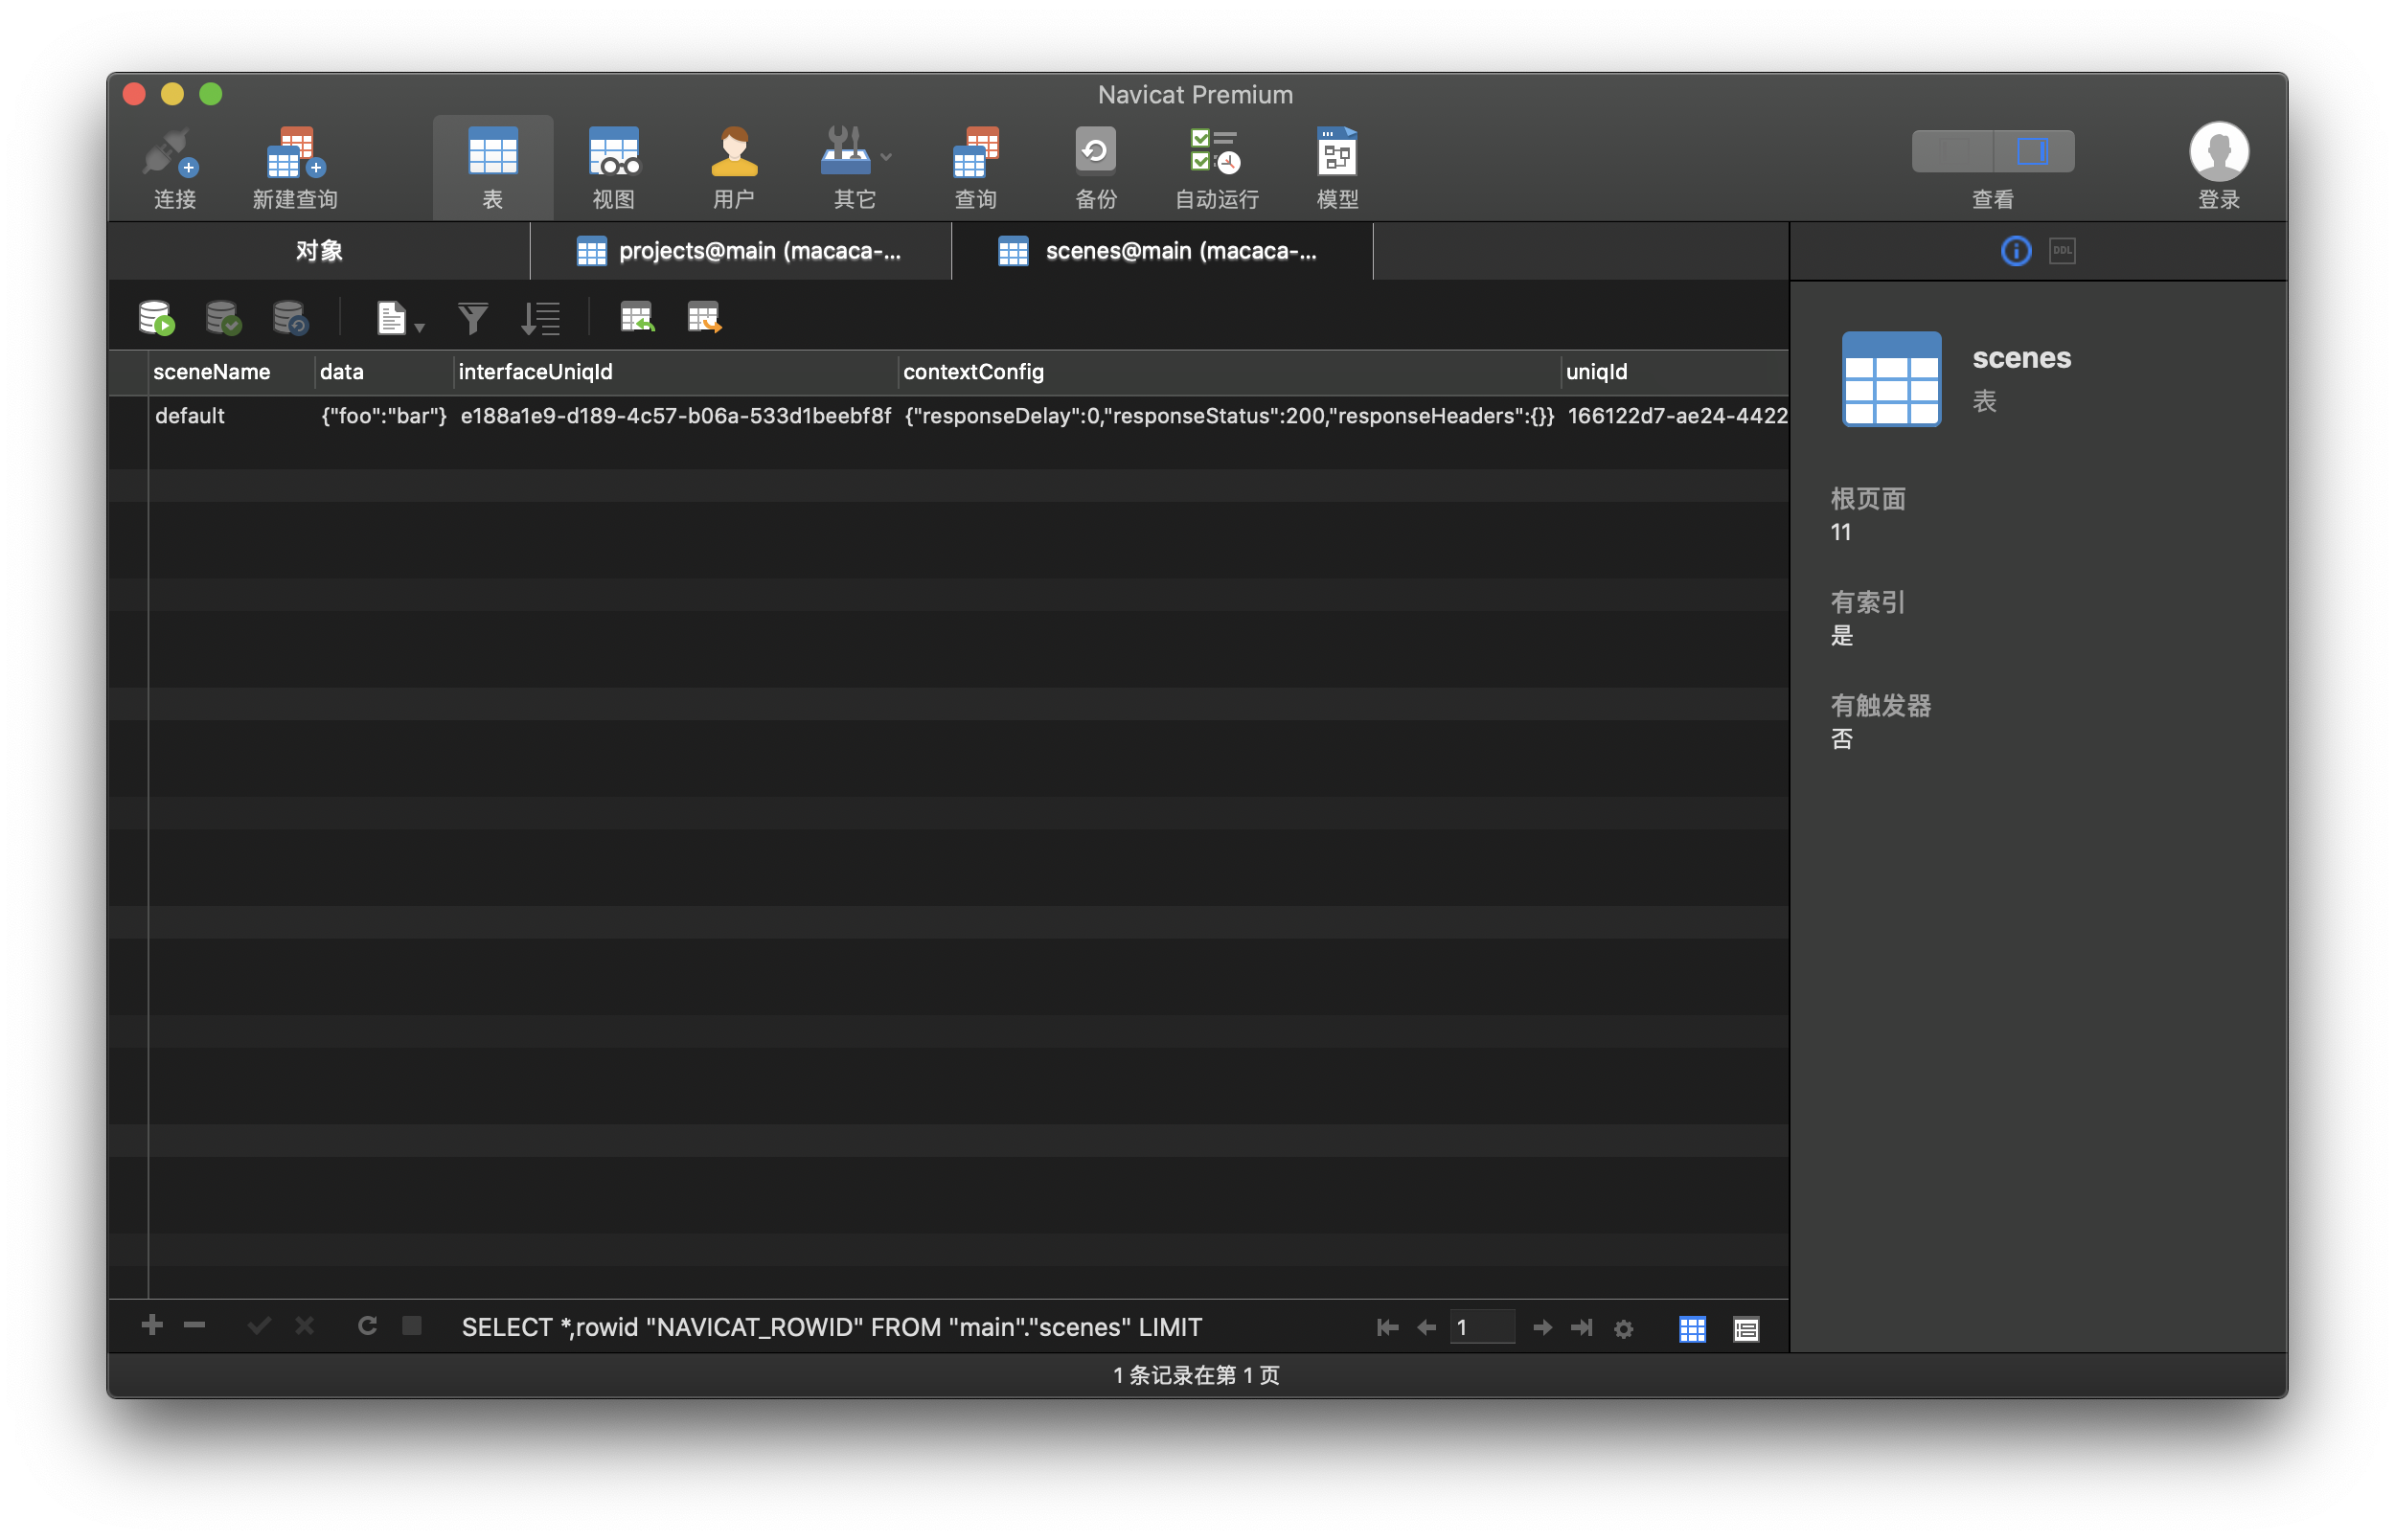 Navicat Premium
连接
新建查询
表
视图
用户
其它
查询
备份
自动运行
模型
查看
登录
对象
projects@main (macaca-...
scenes@main (macaca-...
DDL
sceneName data interfaceUniqId contextConfig uniqId
default {"foo":"bar"} e188a1e9-d189-4c57-b06a-533d1beebf8f {"responseDelay":0,"responseStatus":200,"responseHeaders":{}} 166122d7-ae24-4422
scenes
表
根页面
11
有索引
是
有触发器
否
SELECT *,rowid "NAVICAT_ROWID" FROM "main"."scenes" LIMIT
1
1 条记录在第 1 页